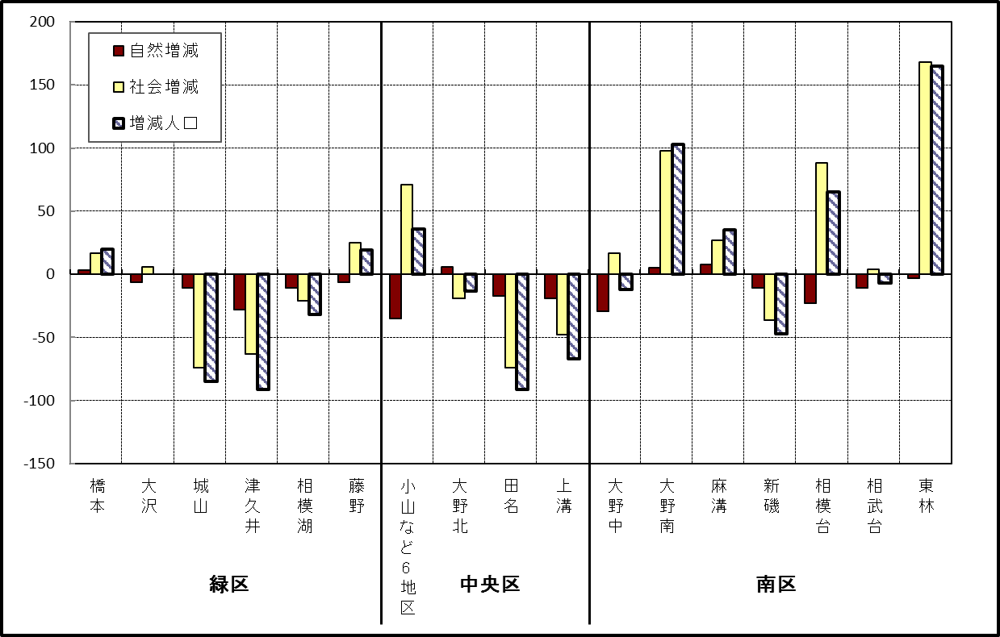 200
150
100
50
0
-50
-100
-150
自然増減
社会増減
増減人口
橋本
大沢
城山
津久井
相模湖
藤野
小山など6地区
大野北
田名
上溝
大野中
大野南
麻溝
新磯
相模台
相武台
東林
緑区
中央区
南区